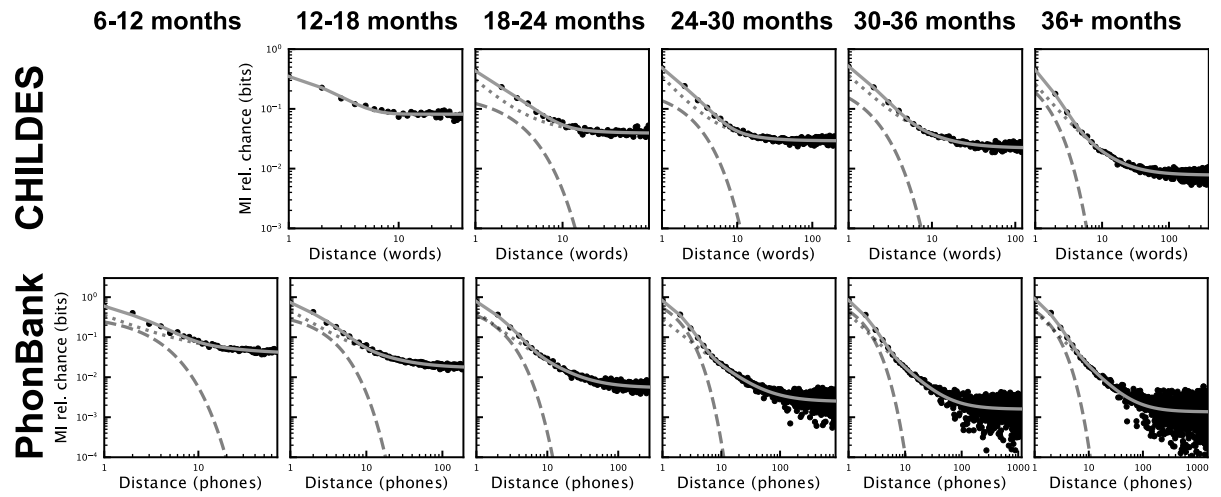 6-12 months 12-18 months 18-24 months 24-30 months 30-36 months 36+ months
CHILDES
MI rel. chance (bits)
10⁰
10⁻¹
10⁻²
10⁻³
1 10 1 10 100 1 10 100 1 10 100 1 10 100
Distance (words) Distance (words) Distance (words) Distance (words) Distance (words)
PhonBank
MI rel. chance (bits)
10⁰
10⁻¹
10⁻²
10⁻³
10⁻⁴
1 10 1 10 100 1 10 100 1 10 100 1 10 100 1000 1 10 100 1000
Distance (phones) Distance (phones) Distance (phones) Distance (phones) Distance (phones) Distance (phones)